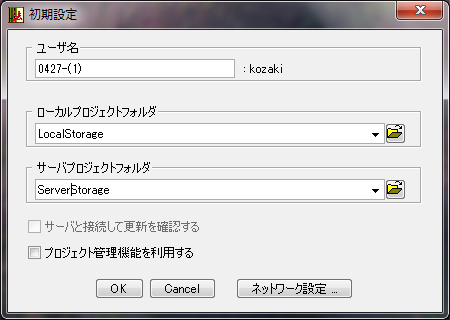 初期設定
ユーザ名
0427-(1)
: kozaki
ローカルプロジェクトフォルダ
LocalStorage
サーバプロジェクトフォルダ
ServerStorage
サーバと接続して更新を確認する
プロジェクト管理機能を利用する
OK
Cancel
ネットワーク設定 ...